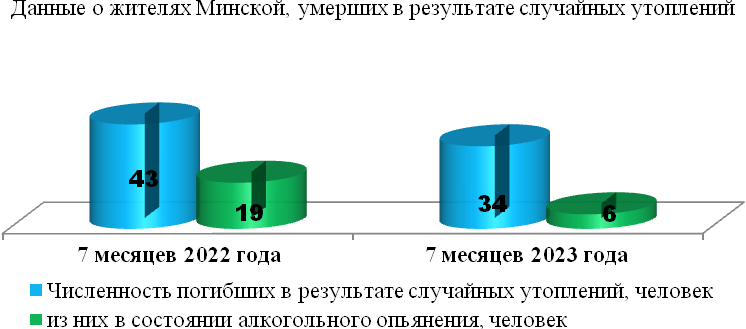 Данные о жителях Минской, умерших в результате случайных утоплений
43
19
34
6
7 месяцев 2022 года
7 месяцев 2023 года
Численность погибших в результате случайных утоплений, человек
из них в состоянии алкогольного опьянения, человек